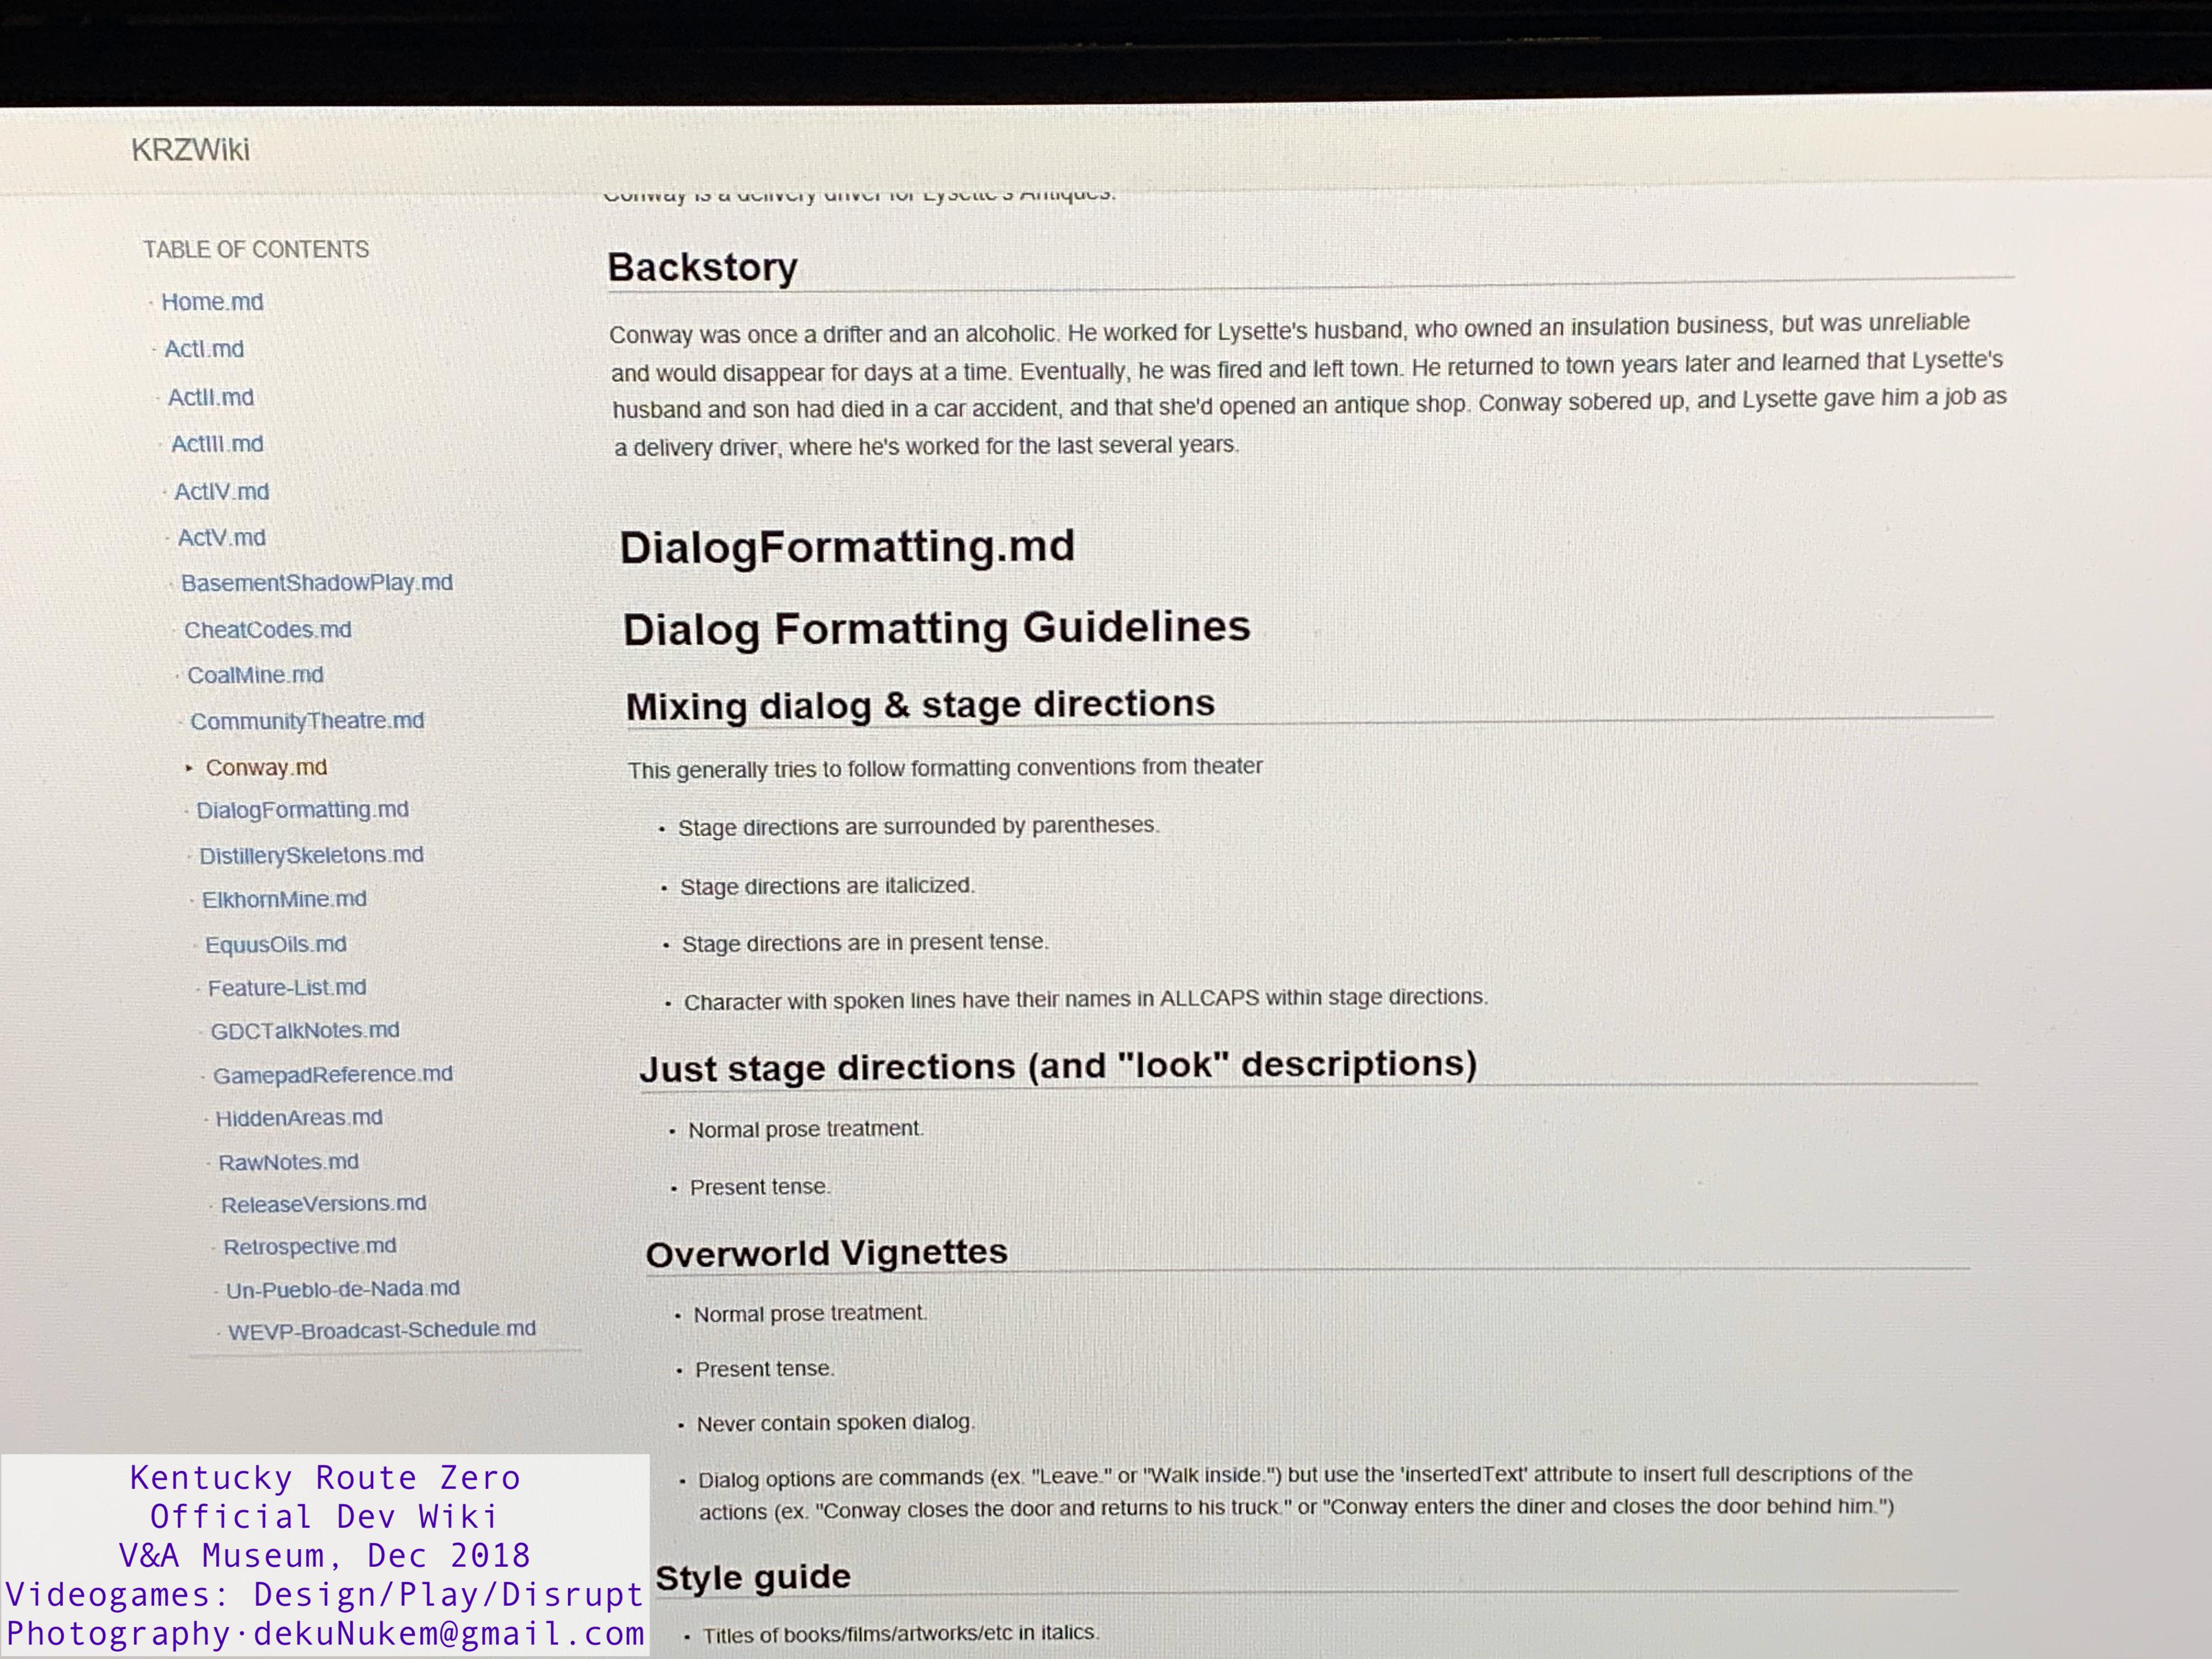 KRZWiki
Conway is a delivery driver for Lysette's Antiques.
TABLE OF CONTENTS
· Home.md
· ActI.md
· ActII.md
· ActIII.md
· ActIV.md
· ActV.md
· BasementShadowPlay.md
· CheatCodes.md
· CoalMine.md
· CommunityTheatre.md
‣ Conway.md
· DialogFormatting.md
· DistillerySkeletons.md
· ElkhornMine.md
· EquusOils.md
· Feature-List.md
· GDCTalkNotes.md
· GamepadReference.md
· HiddenAreas.md
· RawNotes.md
· ReleaseVersions.md
· Retrospective.md
· Un-Pueblo-de-Nada.md
· WEVP-Broadcast-Schedule.md
Backstory
Conway was once a drifter and an alcoholic. He worked for Lysette's husband, who owned an insulation business, but was unreliable
and would disappear for days at a time. Eventually, he was fired and left town. He returned to town years later and learned that Lysette's
husband and son had died in a car accident, and that she'd opened an antique shop. Conway sobered up, and Lysette gave him a job as
a delivery driver, where he's worked for the last several years.
DialogFormatting.md
Dialog Formatting Guidelines
Mixing dialog & stage directions
This generally tries to follow formatting conventions from theater
• Stage directions are surrounded by parentheses.
• Stage directions are italicized.
• Stage directions are in present tense.
• Character with spoken lines have their names in ALLCAPS within stage directions.
Just stage directions (and "look" descriptions)
• Normal prose treatment.
• Present tense.
Overworld Vignettes
• Normal prose treatment.
• Present tense.
• Never contain spoken dialog.
• Dialog options are commands (ex. "Leave." or "Walk inside.") but use the 'insertedText' attribute to insert full descriptions of the
actions (ex. "Conway closes the door and returns to his truck." or "Conway enters the diner and closes the door behind him.")
Style guide
• Titles of books/films/artworks/etc in italics.
Kentucky Route Zero
Official Dev Wiki
V&A Museum, Dec 2018
Videogames: Design/Play/Disrupt
Photography·dekuNukem@gmail.com